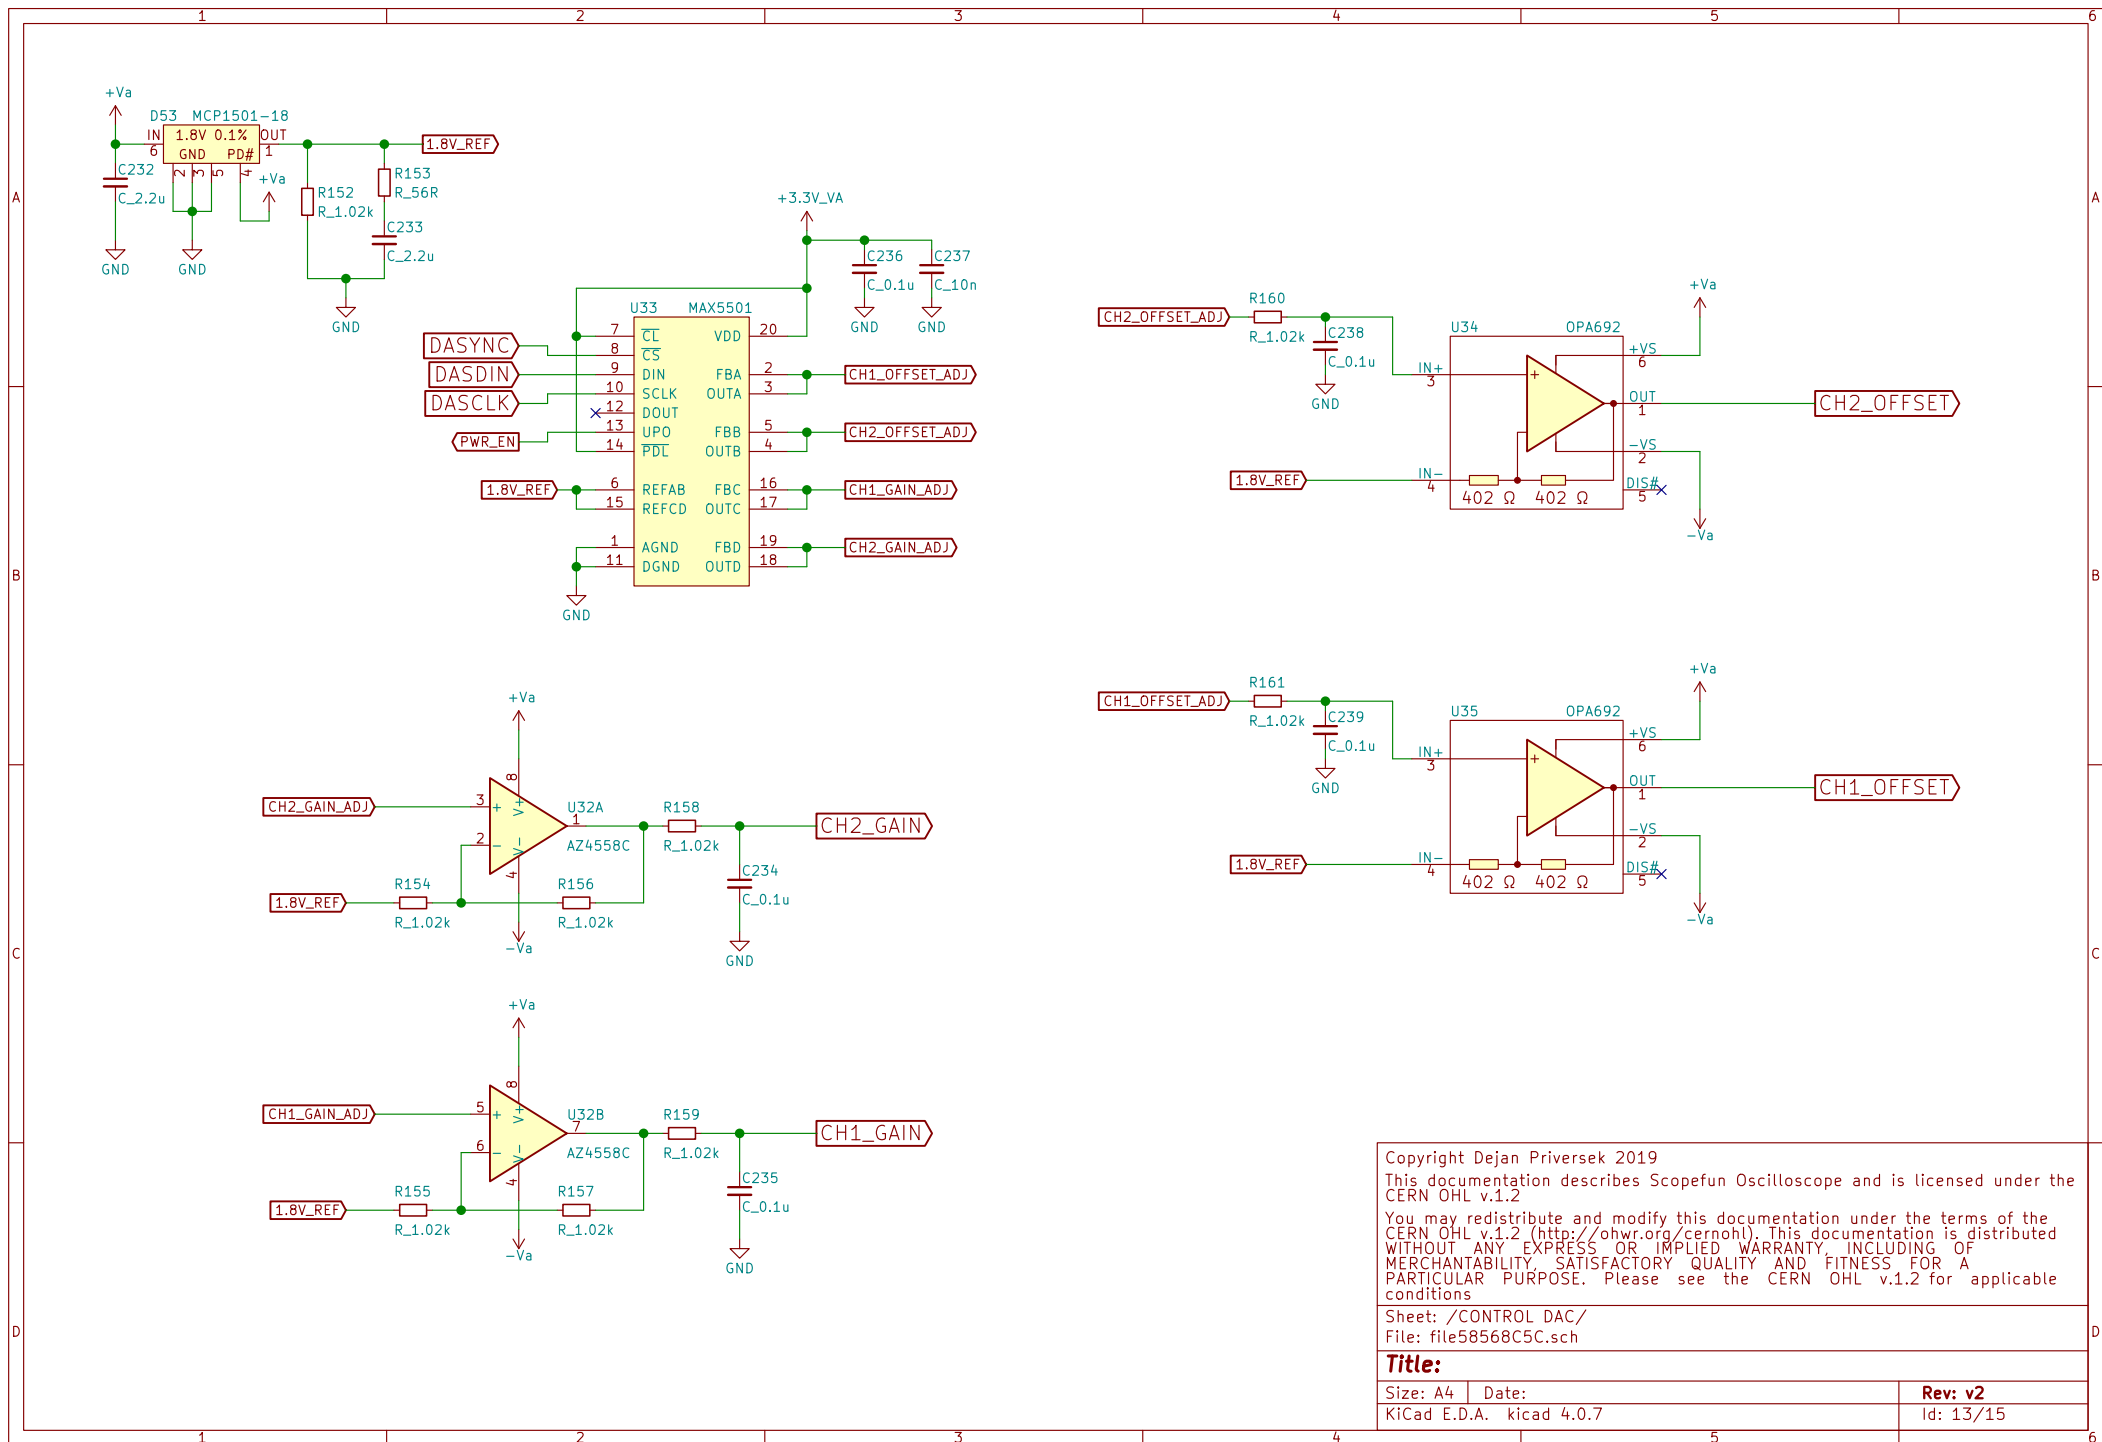 1 2 3 4 5 6
A A
B B
C C
D D
1 2 3 4 5 6
+Va
D53 MCP1501-18
IN 1.8V 0.1% OUT
6 GND PD# 1
2 3 5 4
+Va
C232
C_2.2u
GND
GND
R152
R_1.02k
R153
R_56R
C233
C_2.2u
GND
1.8V_REF
+3.3V_VA
C236
C_0.1u
GND
C237
C_10n
GND
U33 MAX5501
7 CL VDD 20
8 CS
9 DIN FBA 2
10 SCLK OUTA 3
12 DOUT
13 UPO FBB 5
14 PDL OUTB 4
6 REFAB FBC 16
15 REFCD OUTC 17
1 AGND FBD 19
11 DGND OUTD 18
DASYNC
DASDIN
DASCLK
PWR_EN
1.8V_REF
GND
CH1_OFFSET_ADJ
CH2_OFFSET_ADJ
CH1_GAIN_ADJ
CH2_GAIN_ADJ
CH2_OFFSET_ADJ
R160
R_1.02k
C238
C_0.1u
GND
+Va
U34 OPA692
IN+
3
+
+VS
6
OUT
1
-VS
2
DIS#
5
IN-
4
402 Ω 402 Ω
1.8V_REF
-Va
CH2_OFFSET
CH1_OFFSET_ADJ
R161
R_1.02k
C239
C_0.1u
GND
+Va
U35 OPA692
IN+
3
+
+VS
6
OUT
1
-VS
2
DIS#
5
IN-
4
402 Ω 402 Ω
1.8V_REF
-Va
CH1_OFFSET
+Va
CH2_GAIN_ADJ
3 +
2 -
8 V+
4 V-
U32A
1
AZ4558C
R158
R_1.02k
CH2_GAIN
C234
C_0.1u
GND
1.8V_REF
R154
R_1.02k
R156
R_1.02k
-Va
+Va
CH1_GAIN_ADJ
5 +
6 -
8 V+
4 V-
U32B
7
AZ4558C
R159
R_1.02k
CH1_GAIN
C235
C_0.1u
GND
1.8V_REF
R155
R_1.02k
R157
R_1.02k
-Va
Copyright Dejan Priversek 2019
This documentation describes Scopefun Oscilloscope and is licensed under the
CERN OHL v.1.2
You may redistribute and modify this documentation under the terms of the
CERN OHL v.1.2 (http://ohwr.org/cernohl). This documentation is distributed
WITHOUT ANY EXPRESS OR IMPLIED WARRANTY, INCLUDING OF
MERCHANTABILITY, SATISFACTORY QUALITY AND FITNESS FOR A
PARTICULAR PURPOSE. Please see the CERN OHL v.1.2 for applicable
conditions
Sheet: /CONTROL DAC/
File: file58568C5C.sch
Title:
Size: A4 Date: Rev: v2
KiCad E.D.A. kicad 4.0.7 Id: 13/15